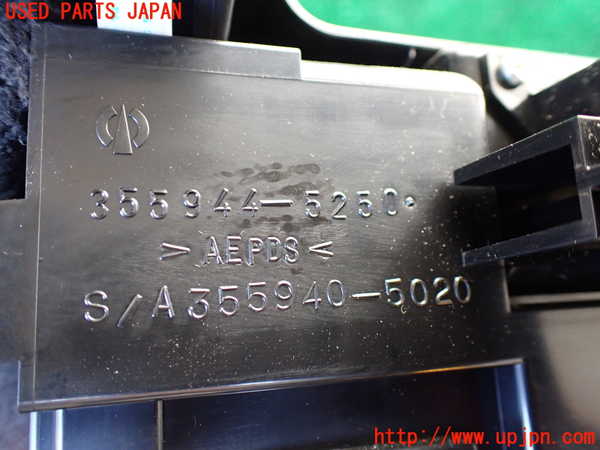 USED PARTS JAPAN
355944-5250
>AEPDS<
S/A355940-5020
http://www.upjpn.com/